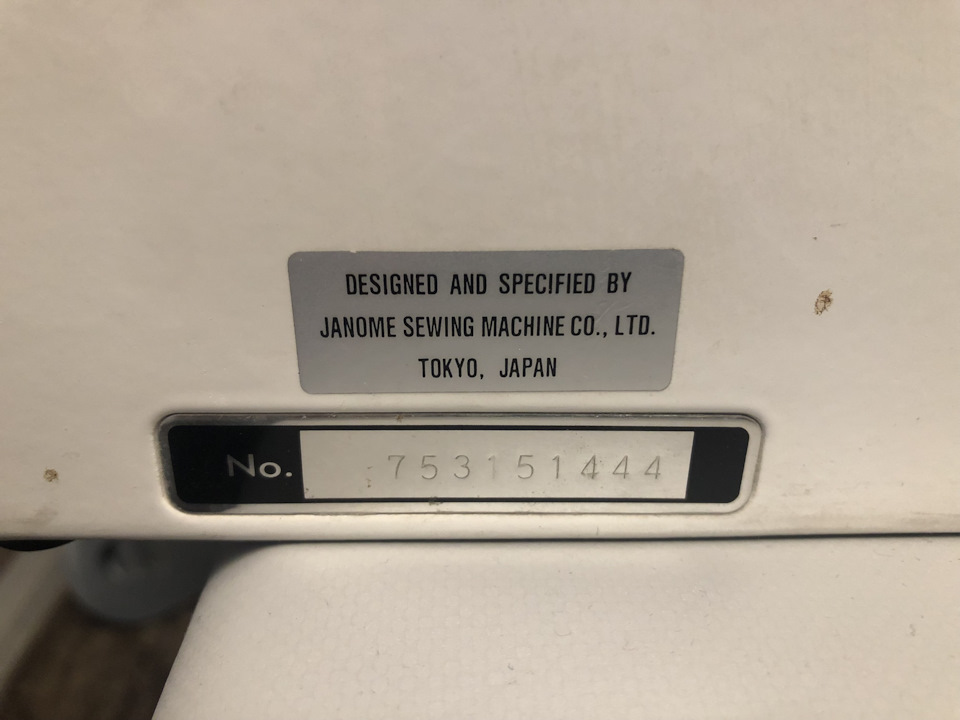 DESIGNED AND SPECIFIED BY
JANOME SEWING MACHINE CO., LTD.
TOKYO, JAPAN
No. 753151444